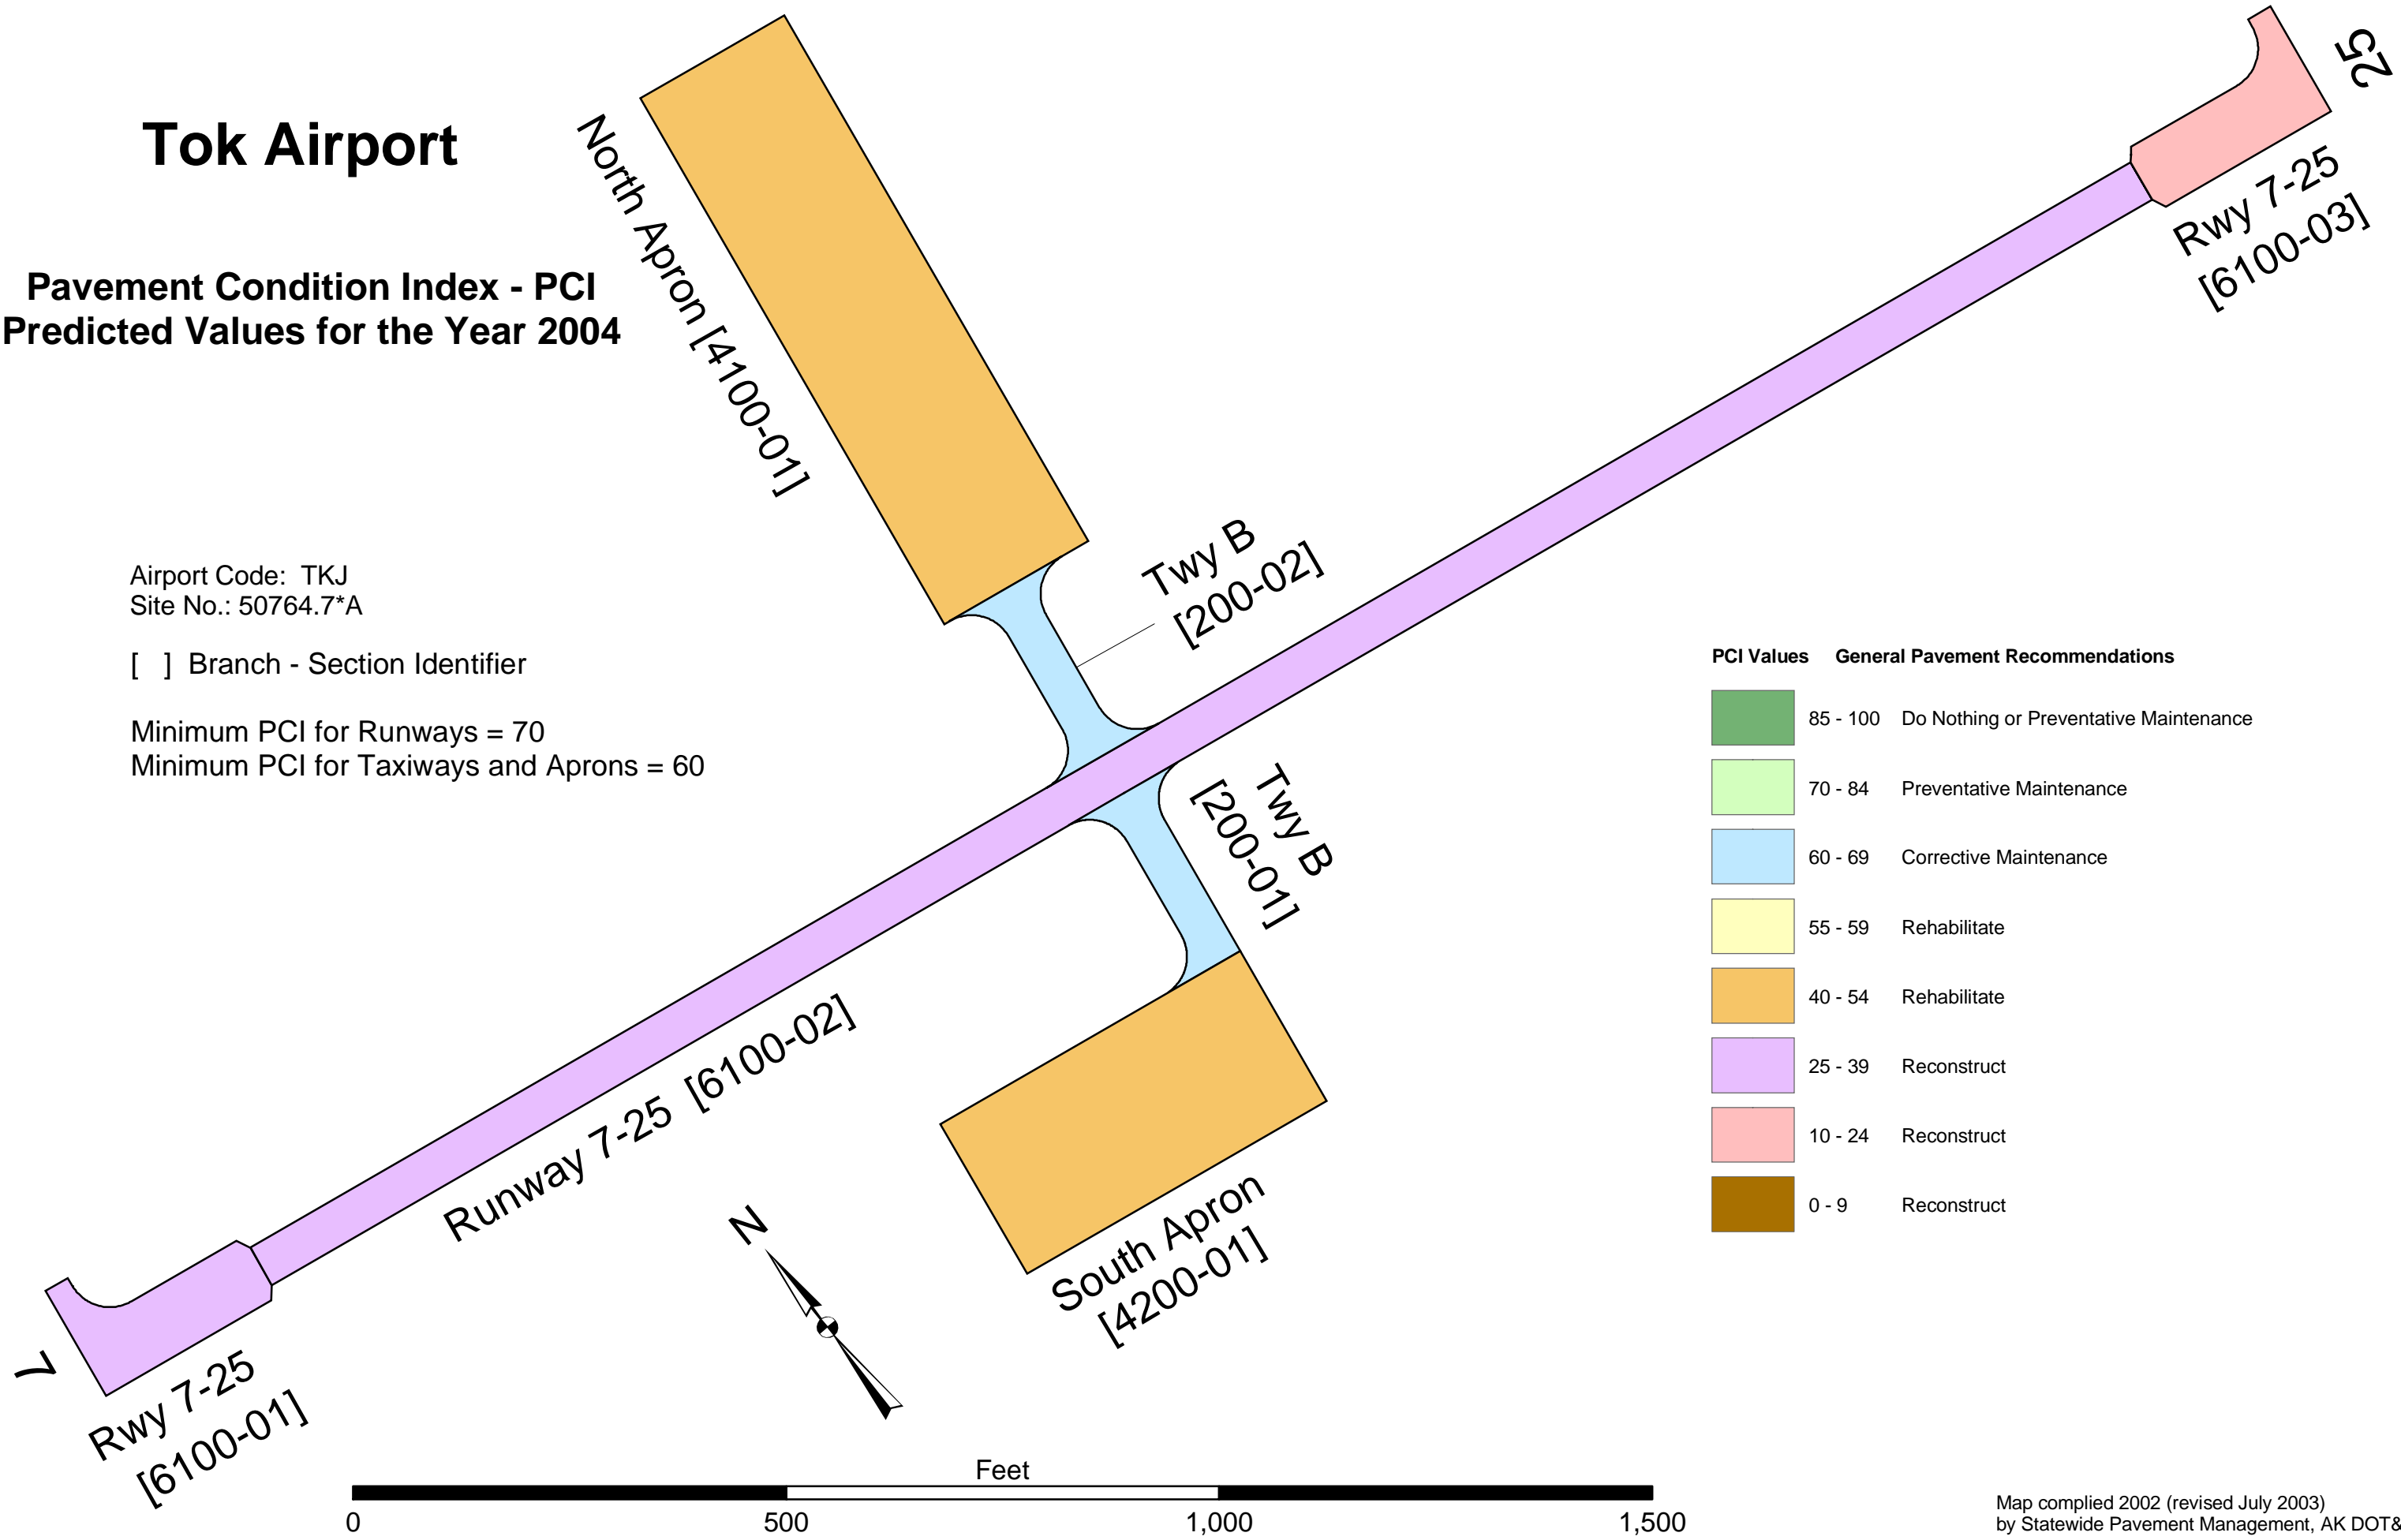 Tok Airport
Pavement Condition Index - PCI
Predicted Values for the Year 2004
Airport Code: TKJ
Site No.: 50764.7*A
[ ] Branch - Section Identifier
Minimum PCI for Runways = 70
Minimum PCI for Taxiways and Aprons = 60
North Apron [4100-01]
Twy B
[200-02]
Twy B
[200-01]
25
Rwy 7-25
[6100-03]
Runway 7-25 [6100-02]
South Apron
[4200-01]
7
Rwy 7-25
[6100-01]
N
PCI Values General Pavement Recommendations
85 - 100 Do Nothing or Preventative Maintenance
70 - 84 Preventative Maintenance
60 - 69 Corrective Maintenance
55 - 59 Rehabilitate
40 - 54 Rehabilitate
25 - 39 Reconstruct
10 - 24 Reconstruct
0 - 9 Reconstruct
Feet
0 500 1,000 1,500
Map complied 2002 (revised July 2003)
by Statewide Pavement Management, AK DOT&